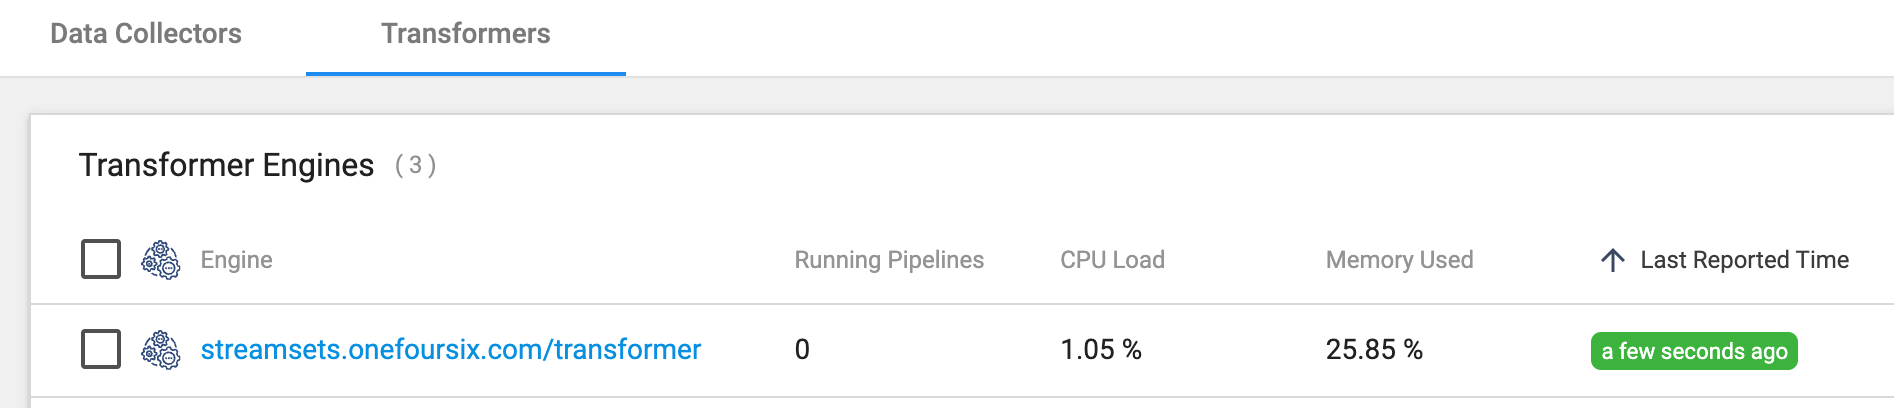 Data Collectors Transformers
Transformer Engines ( 3 )
Engine Running Pipelines CPU Load Memory Used Last Reported Time
streamsets.onefoursix.com/transformer 0 1.05 % 25.85 % a few seconds ago